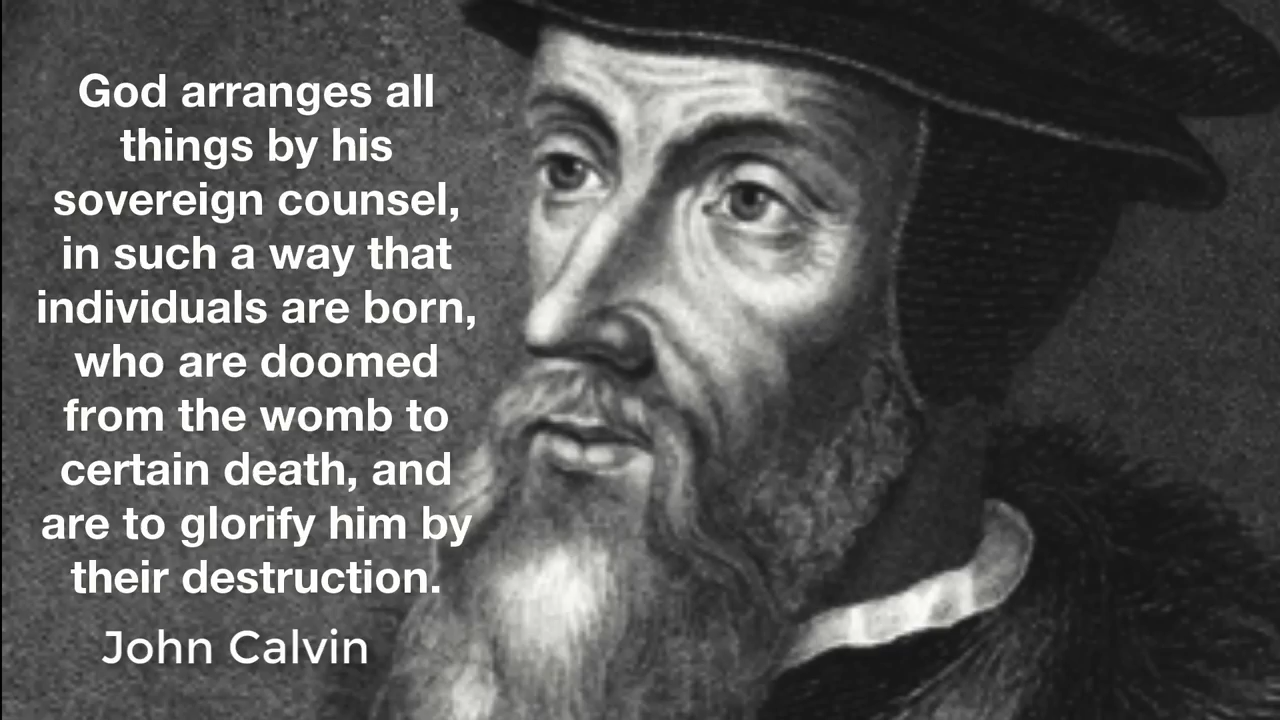 God arranges all
things by his
sovereign counsel,
in such a way that
individuals are born,
who are doomed
from the womb to
certain death, and
are to glorify him by
their destruction.
John Calvin